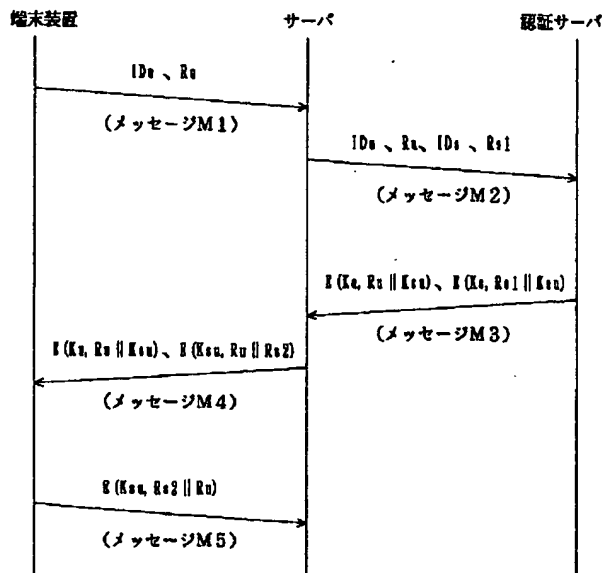 端末装置 サーバ 認証サーバ
IDu 、Ru
(メッセージM1)
IDu 、Ru、IDs 、Rs1
(メッセージM2)
E(Ku, Ru || Ksu)、E(Ks, Rs1 || Ksu)
(メッセージM3)
E(Ku, Ru || Ksu)、E(Ksu, Ru || Rs2)
(メッセージM4)
E(Ksu, Rs2 || Ru)
(メッセージM5)